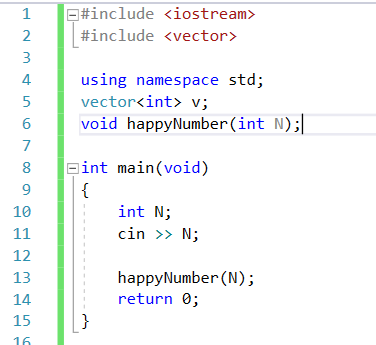 1 #include <iostream>
2 #include <vector>
3
4 using namespace std;
5 vector<int> v;
6 void happyNumber(int N);
7
8 int main(void)
9 {
10 int N;
11 cin >> N;
12
13 happyNumber(N);
14 return 0;
15 }
16